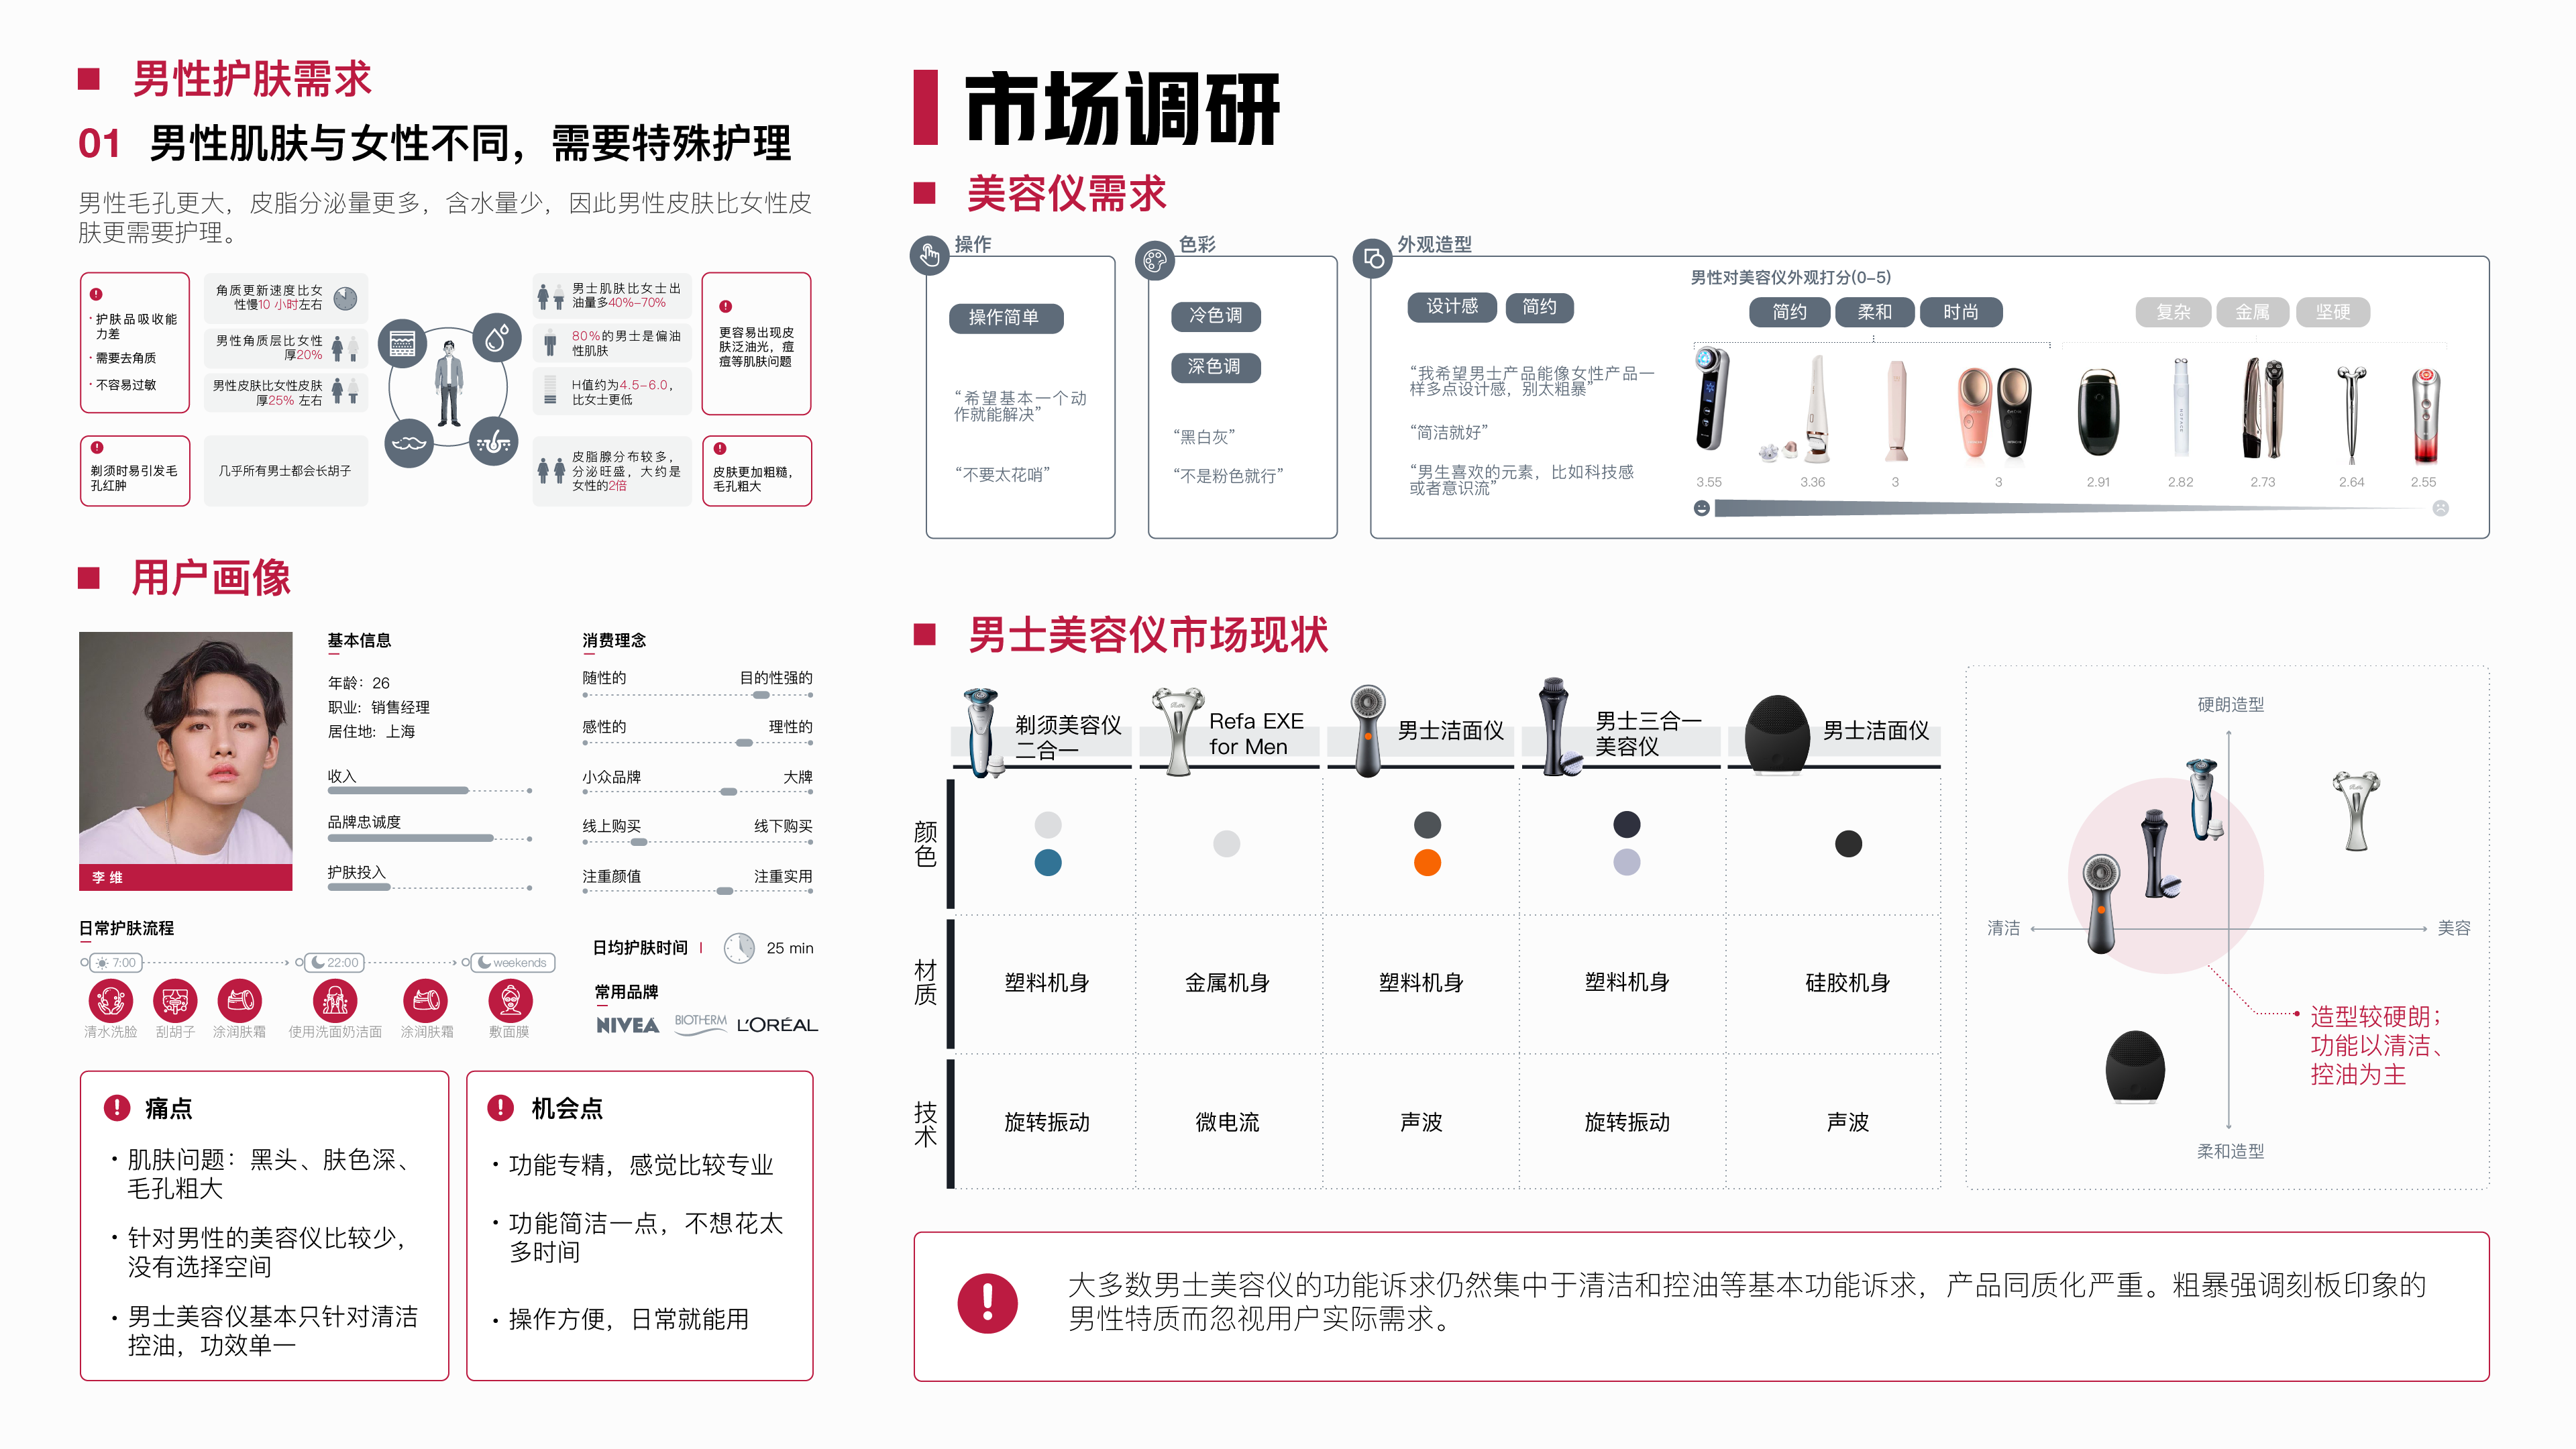 男性护肤需求
01 男性肌肤与女性不同，需要特殊护理
男性毛孔更大，皮脂分泌量更多，含水量少，因此男性皮肤比女性皮
肤更需要护理。
·护肤品吸收能
力差
·需要去角质
·不容易过敏
角质更新速度比女
性慢10 小时左右
男性角质层比女性
厚20%
男性皮肤比女性皮肤
厚25% 左右
男士肌肤比女士出
油量多40%-70%
80%的男士是偏油
性肌肤
H值约为4.5-6.0，
比女士更低
更容易出现皮
肤泛油光，痘
痘等肌肤问题
剃须时易引发毛
孔红肿
几乎所有男士都会长胡子
皮脂腺分布较多，
分泌旺盛，大约是
女性的2倍
皮肤更加粗糙，
毛孔粗大
用户画像
李 维
基本信息
年龄：26
职业：销售经理
居住地：上海
收入
品牌忠诚度
护肤投入
消费理念
随性的 目的性强的
感性的 理性的
小众品牌 大牌
线上购买 线下购买
注重颜值 注重实用
日常护肤流程
7:00
22:00
weekends
清水洗脸
刮胡子
涂润肤霜
使用洗面奶洁面
涂润肤霜
敷面膜
日均护肤时间 25 min
常用品牌
NIVEA BIOTHERM L'ORÉAL
痛点
·肌肤问题：黑头、肤色深、
毛孔粗大
·针对男性的美容仪比较少，
没有选择空间
·男士美容仪基本只针对清洁
控油，功效单一
机会点
·功能专精，感觉比较专业
·功能简洁一点，不想花太
多时间
·操作方便，日常就能用
市场调研
美容仪需求
操作
操作简单
“希望基本一个动
作就能解决”
“不要太花哨”
色彩
冷色调
深色调
“黑白灰”
“不是粉色就行”
外观造型
设计感 简约
“我希望男士产品能像女性产品一
样多点设计感，别太粗暴”
“简洁就好”
“男生喜欢的元素，比如科技感
或者意识流”
男性对美容仪外观打分(0-5)
简约 柔和 时尚 复杂 金属 坚硬
3.55 3.36 3 3 2.91 2.82 2.73 2.64 2.55
男士美容仪市场现状
剃须美容仪
二合一
Refa EXE
for Men
男士洁面仪
男士三合一
美容仪
男士洁面仪
颜色
材质
塑料机身 金属机身 塑料机身 塑料机身 硅胶机身
技术
旋转振动 微电流 声波 旋转振动 声波
硬朗造型
清洁 美容
柔和造型
造型较硬朗；
功能以清洁、
控油为主
大多数男士美容仪的功能诉求仍然集中于清洁和控油等基本功能诉求，产品同质化严重。粗暴强调刻板印象的
男性特质而忽视用户实际需求。